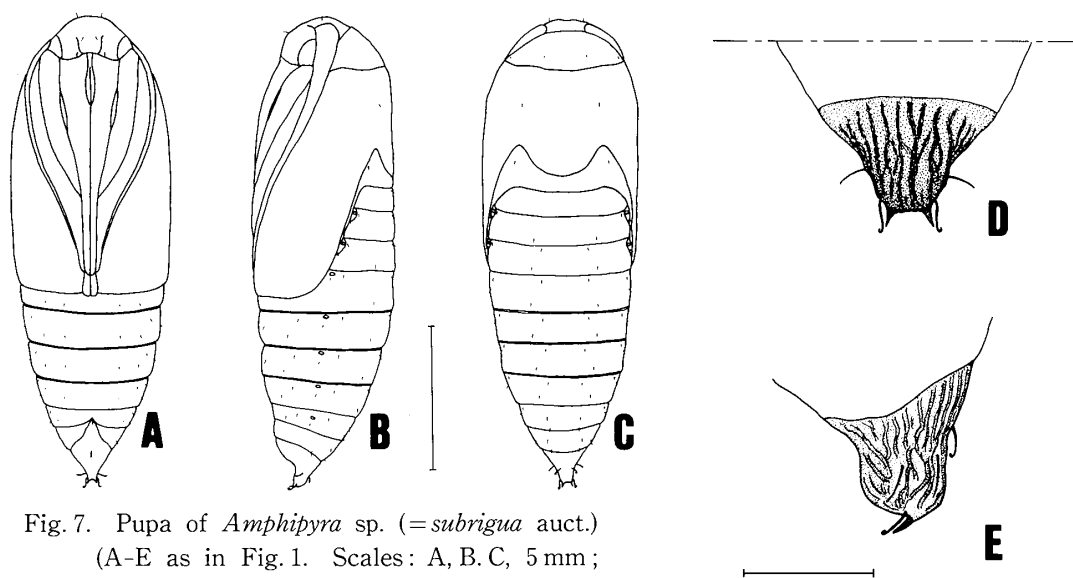 A
B
C
D
E
Fig. 7. Pupa of Amphipyra sp. (=subrigua auct.)
(A-E as in Fig. 1. Scales: A, B. C, 5 mm;